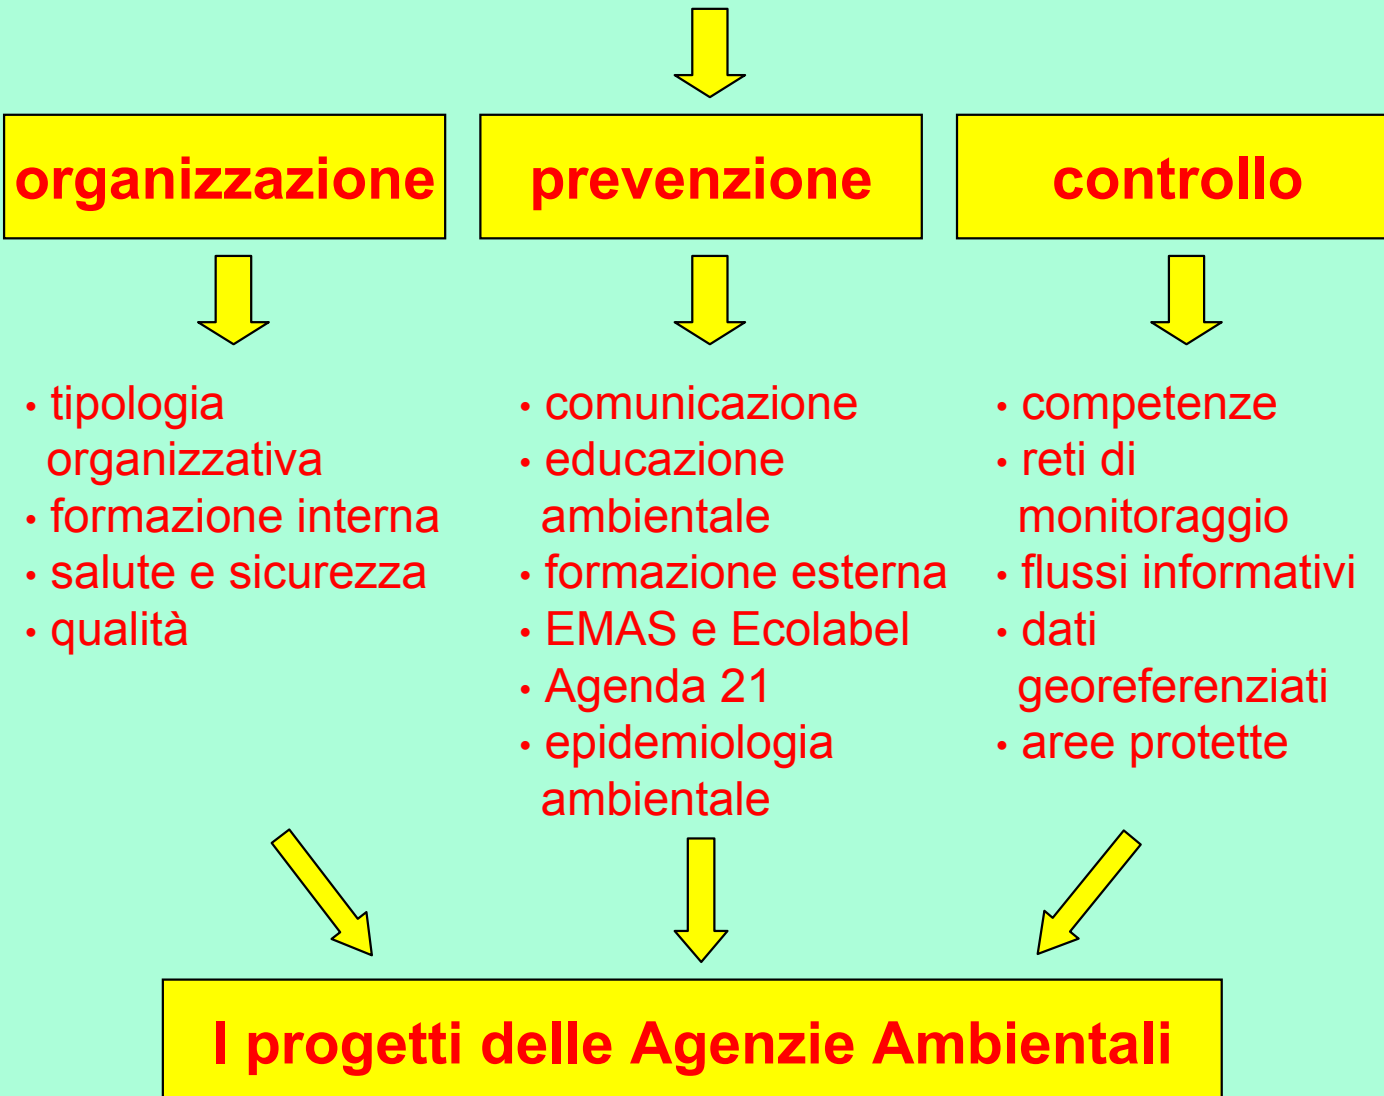 organizzazione
prevenzione
controllo
• tipologia
organizzativa
• formazione interna
• salute e sicurezza
• qualità
• comunicazione
• educazione
ambientale
• formazione esterna
• EMAS e Ecolabel
• Agenda 21
• epidemiologia
ambientale
• competenze
• reti di
monitoraggio
• flussi informativi
• dati
georeferenziati
• aree protette
I progetti delle Agenzie Ambientali